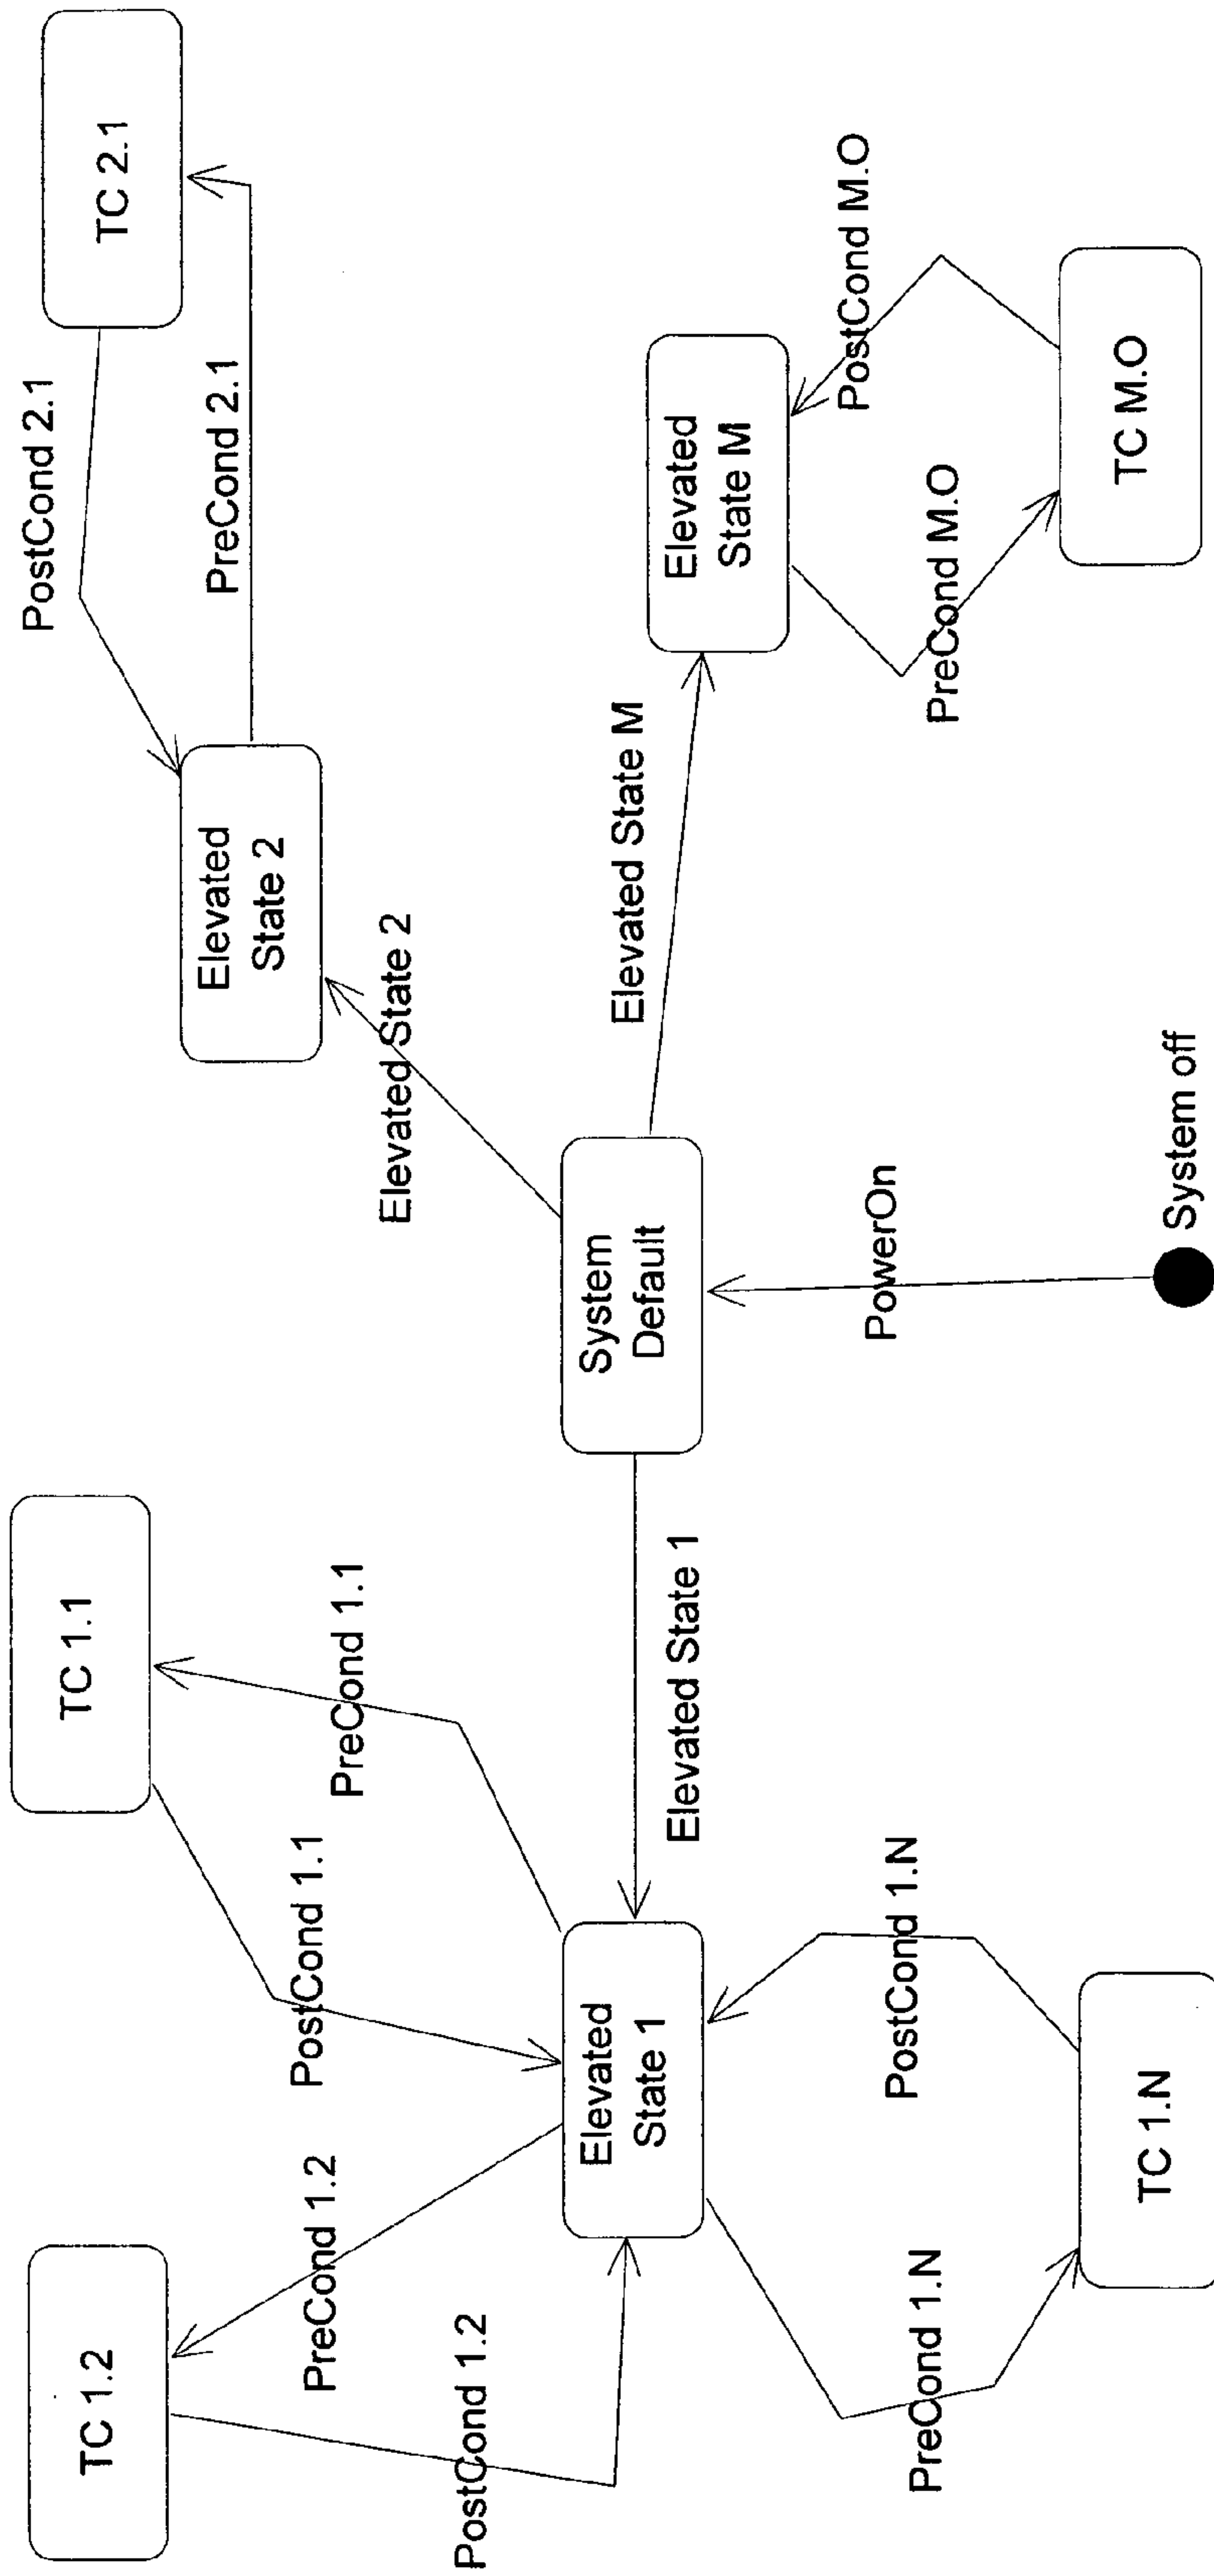 TC 1.2
TC 1.1
TC 2.1
PostCond 2.1
PreCond 2.1
PreCond 1.2
PostCond 1.1
PreCond 1.1
PostCond 1.2
Elevated
State 2
Elevated State 2
Elevated
State 1
Elevated State 1
System
Default
Elevated State M
Elevated
State M
PreCond 1.N
PostCond 1.N
PowerOn
PreCond M.O
PostCond M.O
TC 1.N
System off
TC M.O